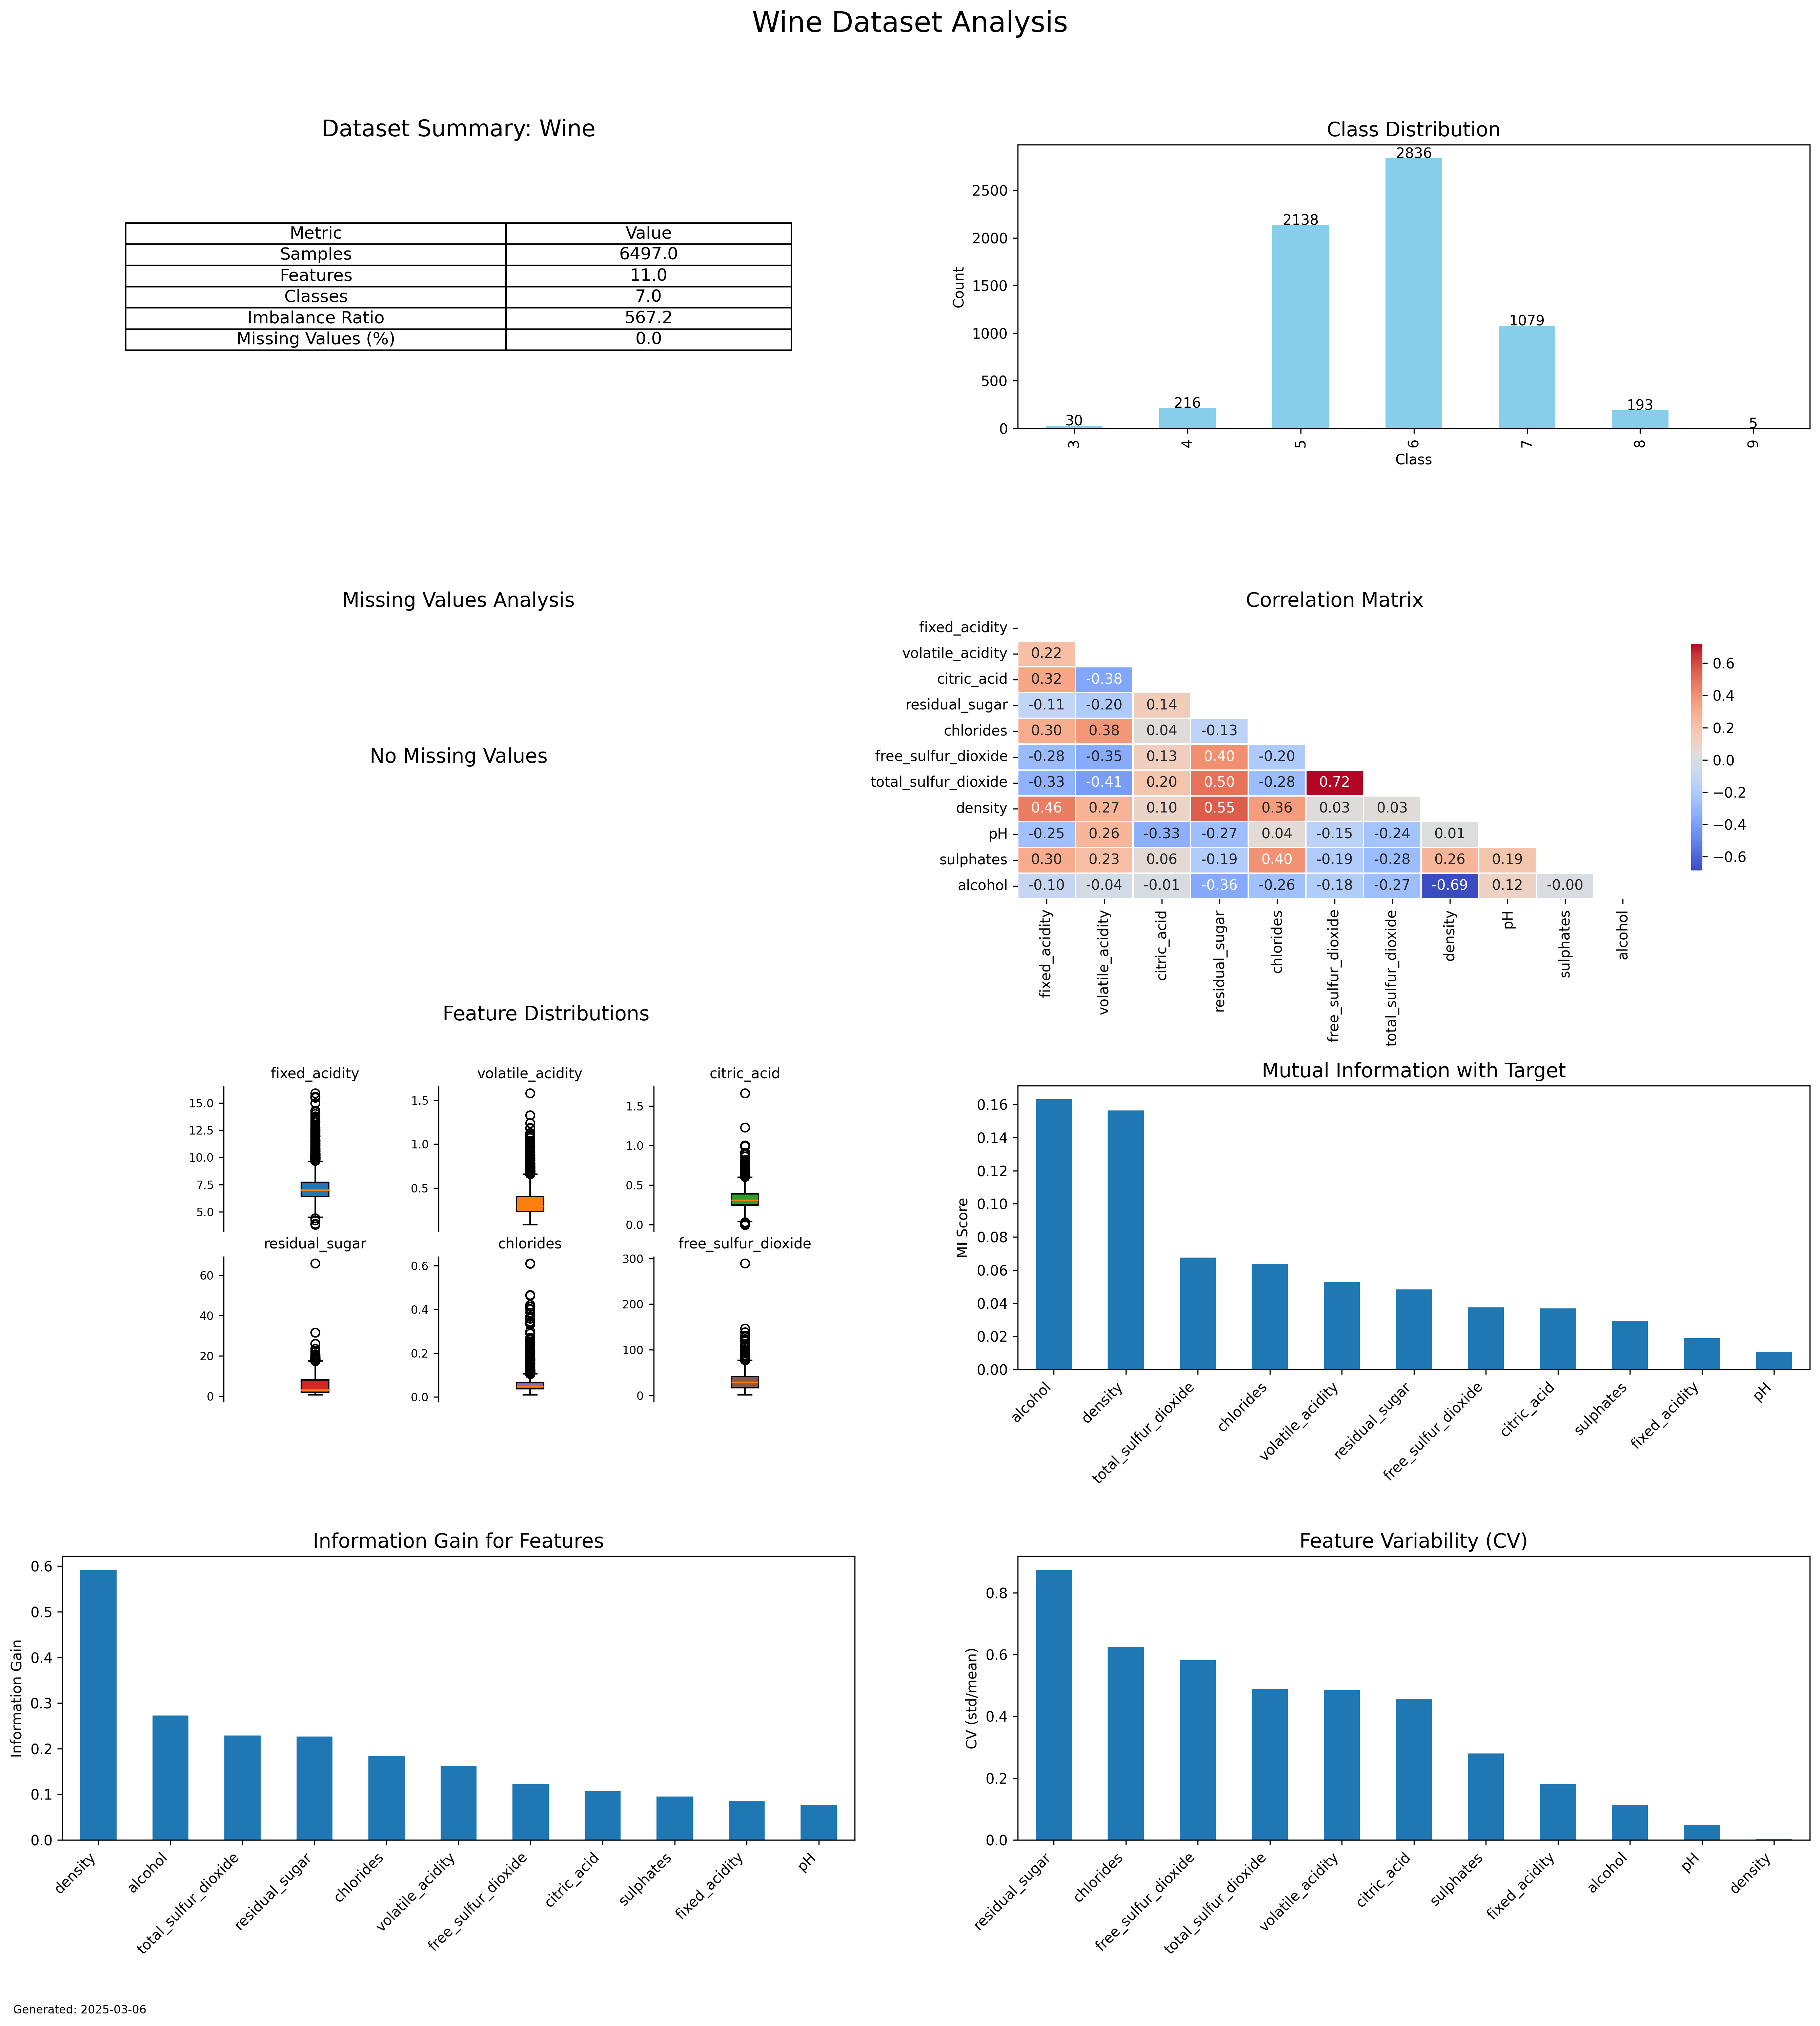 Wine Dataset Analysis
Dataset Summary: Wine
Metric Value
Samples 6497.0
Features 11.0
Classes 7.0
Imbalance Ratio 567.2
Missing Values (%) 0.0
Class Distribution
Count
2500
2000
1500
1000
500
0
30
216
2138
2836
1079
193
5
3 4 5 6 7 8 9
Class
Missing Values Analysis
No Missing Values
Correlation Matrix
fixed_acidity
volatile_acidity 0.22
citric_acid 0.32 -0.38
residual_sugar -0.11 -0.20 0.14
chlorides 0.30 0.38 0.04 -0.13
free_sulfur_dioxide -0.28 -0.35 0.13 0.40 -0.20
total_sulfur_dioxide -0.33 -0.41 0.20 0.50 -0.28 0.72
density 0.46 0.27 0.10 0.55 0.36 0.03 0.03
pH -0.25 0.26 -0.33 -0.27 0.04 -0.15 -0.24 0.01
sulphates 0.30 0.23 0.06 -0.19 0.40 -0.19 -0.28 0.26 0.19
alcohol -0.10 -0.04 -0.01 -0.36 -0.26 -0.18 -0.27 -0.69 0.12 -0.00
fixed_acidity
volatile_acidity
citric_acid
residual_sugar
chlorides
free_sulfur_dioxide
total_sulfur_dioxide
density
pH
sulphates
alcohol
0.6
0.4
0.2
0.0
−0.2
−0.4
−0.6
Feature Distributions
fixed_acidity
15.0
12.5
10.0
7.5
5.0
volatile_acidity
1.5
1.0
0.5
citric_acid
1.5
1.0
0.5
0.0
residual_sugar
60
40
20
0
chlorides
0.6
0.4
0.2
0.0
free_sulfur_dioxide
300
200
100
0
Mutual Information with Target
MI Score
0.16
0.14
0.12
0.10
0.08
0.06
0.04
0.02
0.00
alcohol
density
total_sulfur_dioxide
chlorides
volatile_acidity
residual_sugar
free_sulfur_dioxide
citric_acid
sulphates
fixed_acidity
pH
Information Gain for Features
Information Gain
0.6
0.5
0.4
0.3
0.2
0.1
0.0
density
alcohol
total_sulfur_dioxide
residual_sugar
chlorides
volatile_acidity
free_sulfur_dioxide
citric_acid
sulphates
fixed_acidity
pH
Feature Variability (CV)
CV (std/mean)
0.8
0.6
0.4
0.2
0.0
residual_sugar
chlorides
free_sulfur_dioxide
total_sulfur_dioxide
volatile_acidity
citric_acid
sulphates
fixed_acidity
alcohol
pH
density
Generated: 2025-03-06